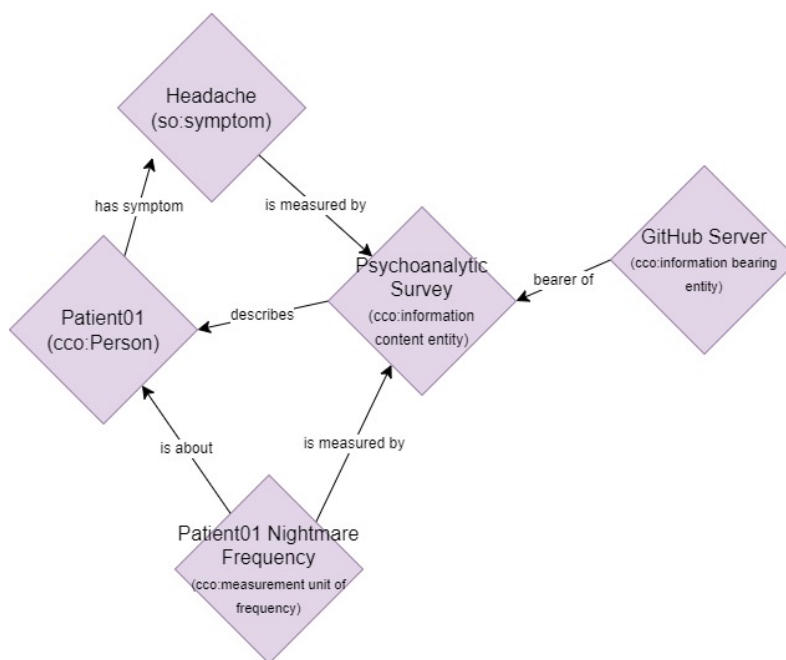 Headache
(so:symptom)
has symptom
is measured by
GitHub Server
(cco:information bearing
entity)
Psychoanalytic
Survey
(cco:information
content entity)
bearer of
describes
Patient01
(cco:Person)
is about
is measured by
Patient01 Nightmare
Frequency
(cco:measurement unit of
frequency)